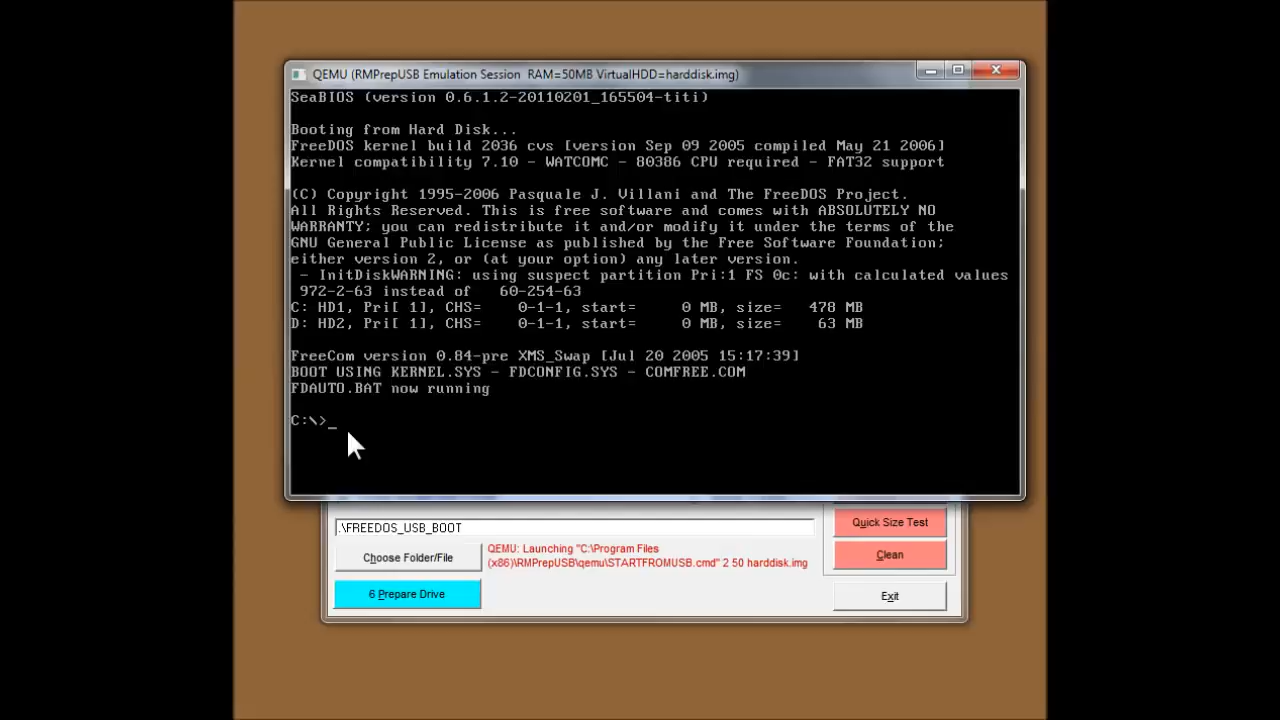 QEMU (RMPrepUSB Emulation Session  RAM=50MB VirtualHDD=harddisk.img)
SeaBIOS (version 0.6.1.2-20110201_165504-titi)
Booting from Hard Disk...
FreeDOS kernel build 2036 cvs [version Sep 09 2005 compiled May 21 2006]
Kernel compatibility 7.10 - WATCOMC - 80386 CPU required - FAT32 support
(C) Copyright 1995-2006 Pasquale J. Villani and The FreeDOS Project.
All Rights Reserved. This is free software and comes with ABSOLUTELY NO
WARRANTY; you can redistribute it and/or modify it under the terms of the
GNU General Public License as published by the Free Software Foundation;
either version 2, or (at your option) any later version.
- InitDiskWARNING: using suspect partition Pri:1 FS 0c: with calculated values
972-2-63 instead of   60-254-63
C: HD1, Pri[ 1], CHS=    0-1-1, start=     0 MB, size=   478 MB
D: HD2, Pri[ 1], CHS=    0-1-1, start=     0 MB, size=    63 MB
FreeCom version 0.84-pre XMS_Swap [Jul 20 2005 15:17:39]
BOOT USING KERNEL.SYS - FDCONFIG.SYS - COMFREE.COM
FDAUTO.BAT now running
C:\>_
.\FREEDOS_USB_BOOT
Quick Size Test
Choose Folder/File
QEMU: Launching "C:\Program Files
(x86)\RMPrepUSB\qemu\STARTFROMUSB.cmd" 2 50 harddisk.img
Clean
6 Prepare Drive
Exit